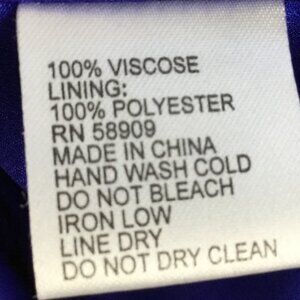 100% VISCOSE
LINING:
100% POLYESTER
RN 58909
MADE IN CHINA
HAND WASH COLD
DO NOT BLEACH
IRON LOW
LINE DRY
DO NOT DRY CLEAN